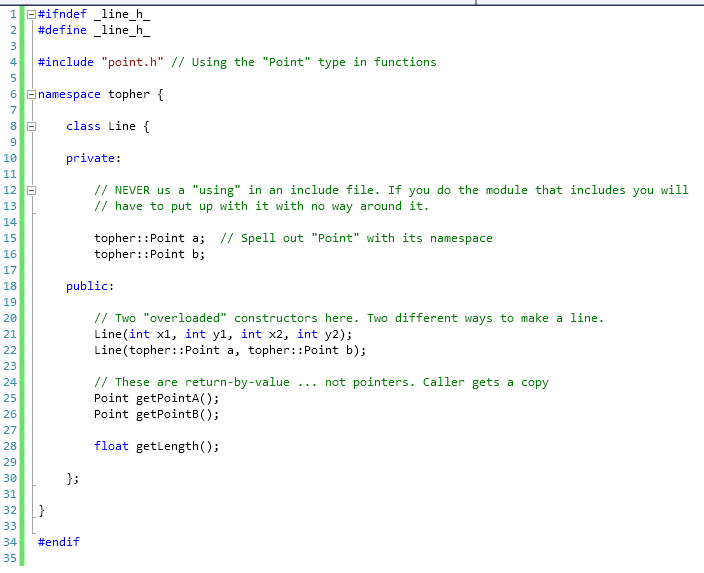 1 #ifndef _line_h_
2 #define _line_h_
3
4 #include "point.h" // Using the "Point" type in functions
5
6 namespace topher {
7
8     class Line {
9
10     private:
11
12         // NEVER us a "using" in an include file. If you do the module that includes you will
13         // have to put up with it with no way around it.
14
15         topher::Point a;  // Spell out "Point" with its namespace
16         topher::Point b;
17
18     public:
19
20         // Two "overloaded" constructors here. Two different ways to make a line.
21         Line(int x1, int y1, int x2, int y2);
22         Line(topher::Point a, topher::Point b);
23
24         // These are return-by-value ... not pointers. Caller gets a copy
25         Point getPointA();
26         Point getPointB();
27
28         float getLength();
29
30     };
31
32 }
33
34 #endif
35